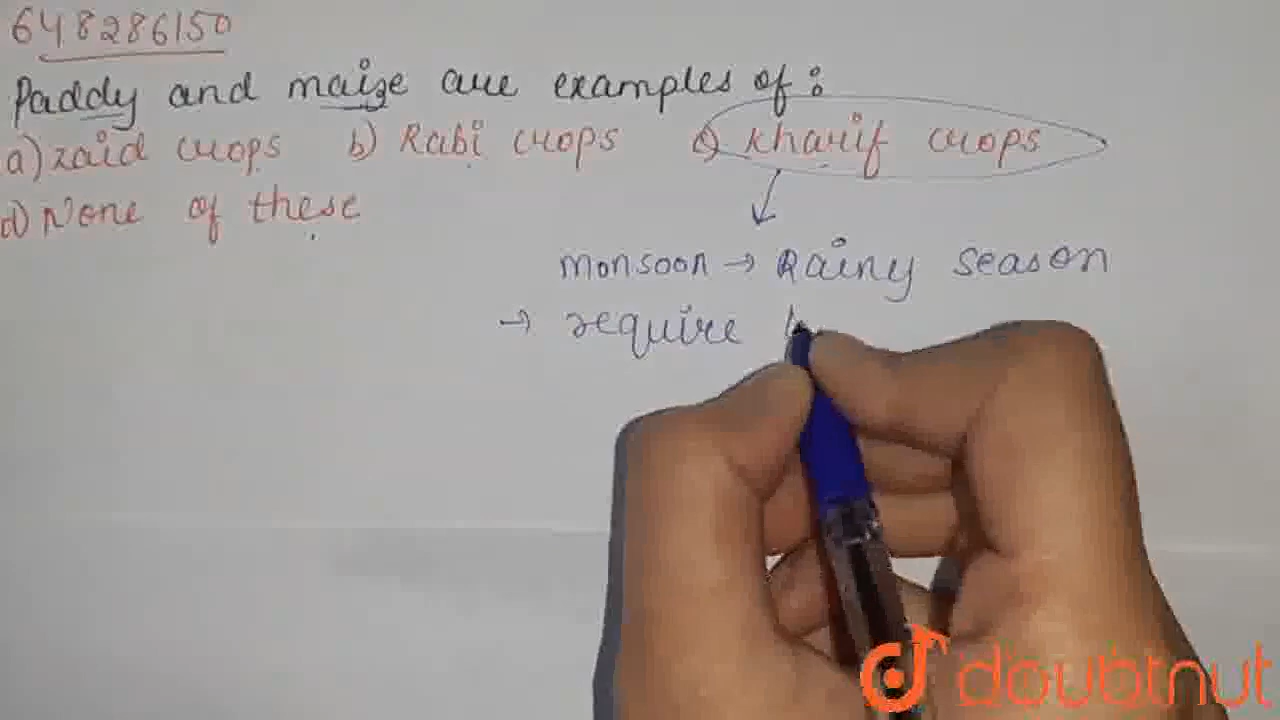 648286150
Paddy and maize are examples of :
a) zaid crops b) Rabi crops c) kharif crops
d) None of these
monsoon → Rainy season
→ require
doubtnut